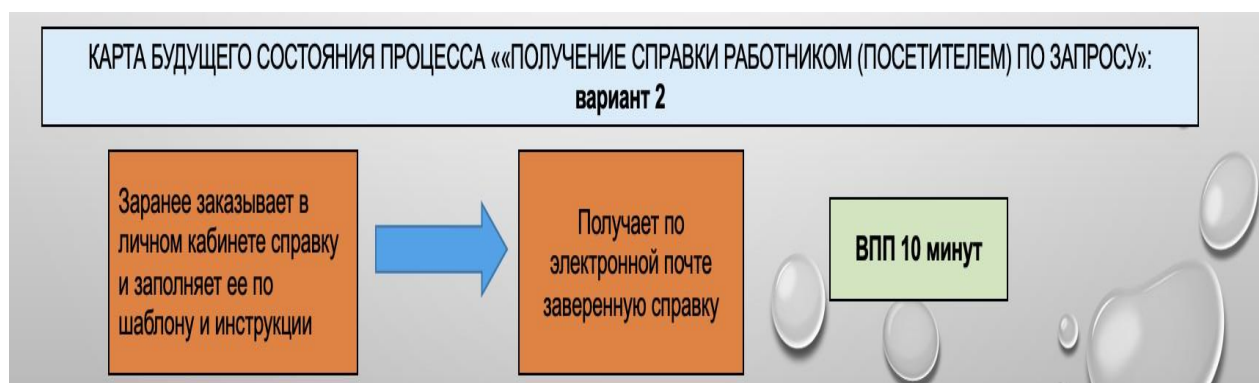 КАРТА БУДУЩЕГО СОСТОЯНИЯ ПРОЦЕССА ««ПОЛУЧЕНИЕ СПРАВКИ РАБОТНИКОМ (ПОСЕТИТЕЛЕМ) ПО ЗАПРОСУ»:
вариант 2
Заранее заказывает в
личном кабинете справку
и заполняет ее по
шаблону и инструкции
Получает по
электронной почте
заверенную справку
ВПП 10 минут